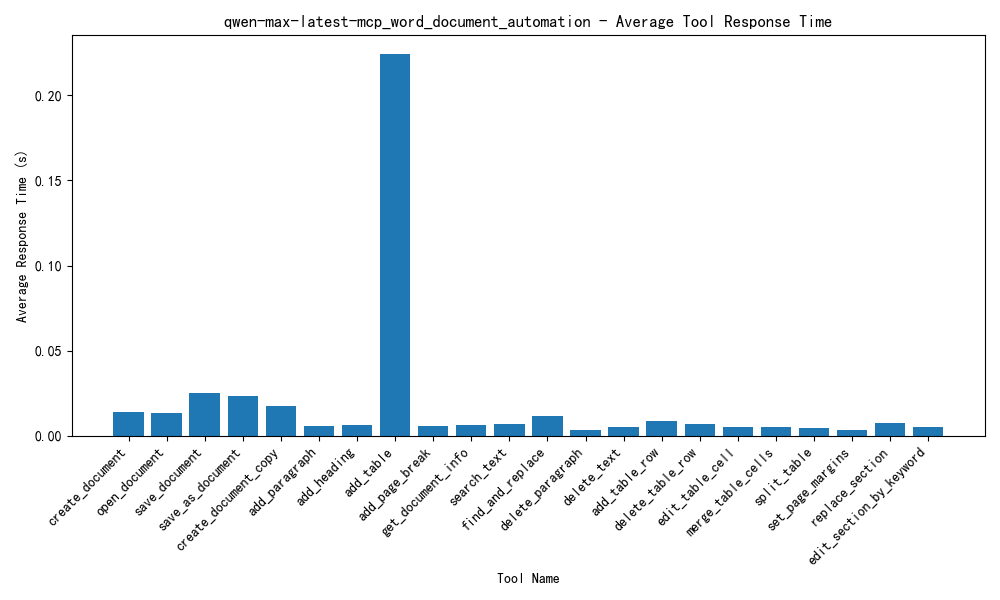 qwen-max-latest-mcp_word_document_automation - Average Tool Response Time
Average Response Time (s)
0.20
0.15
0.10
0.05
0.00
create_document
open_document
save_document
save_as_document
create_document_copy
add_paragraph
add_heading
add_table
add_page_break
get_document_info
search_text
find_and_replace
delete_paragraph
delete_text
add_table_row
delete_table_row
edit_table_cell
merge_table_cells
split_table
set_page_margins
replace_section
edit_section_by_keyword
Tool Name